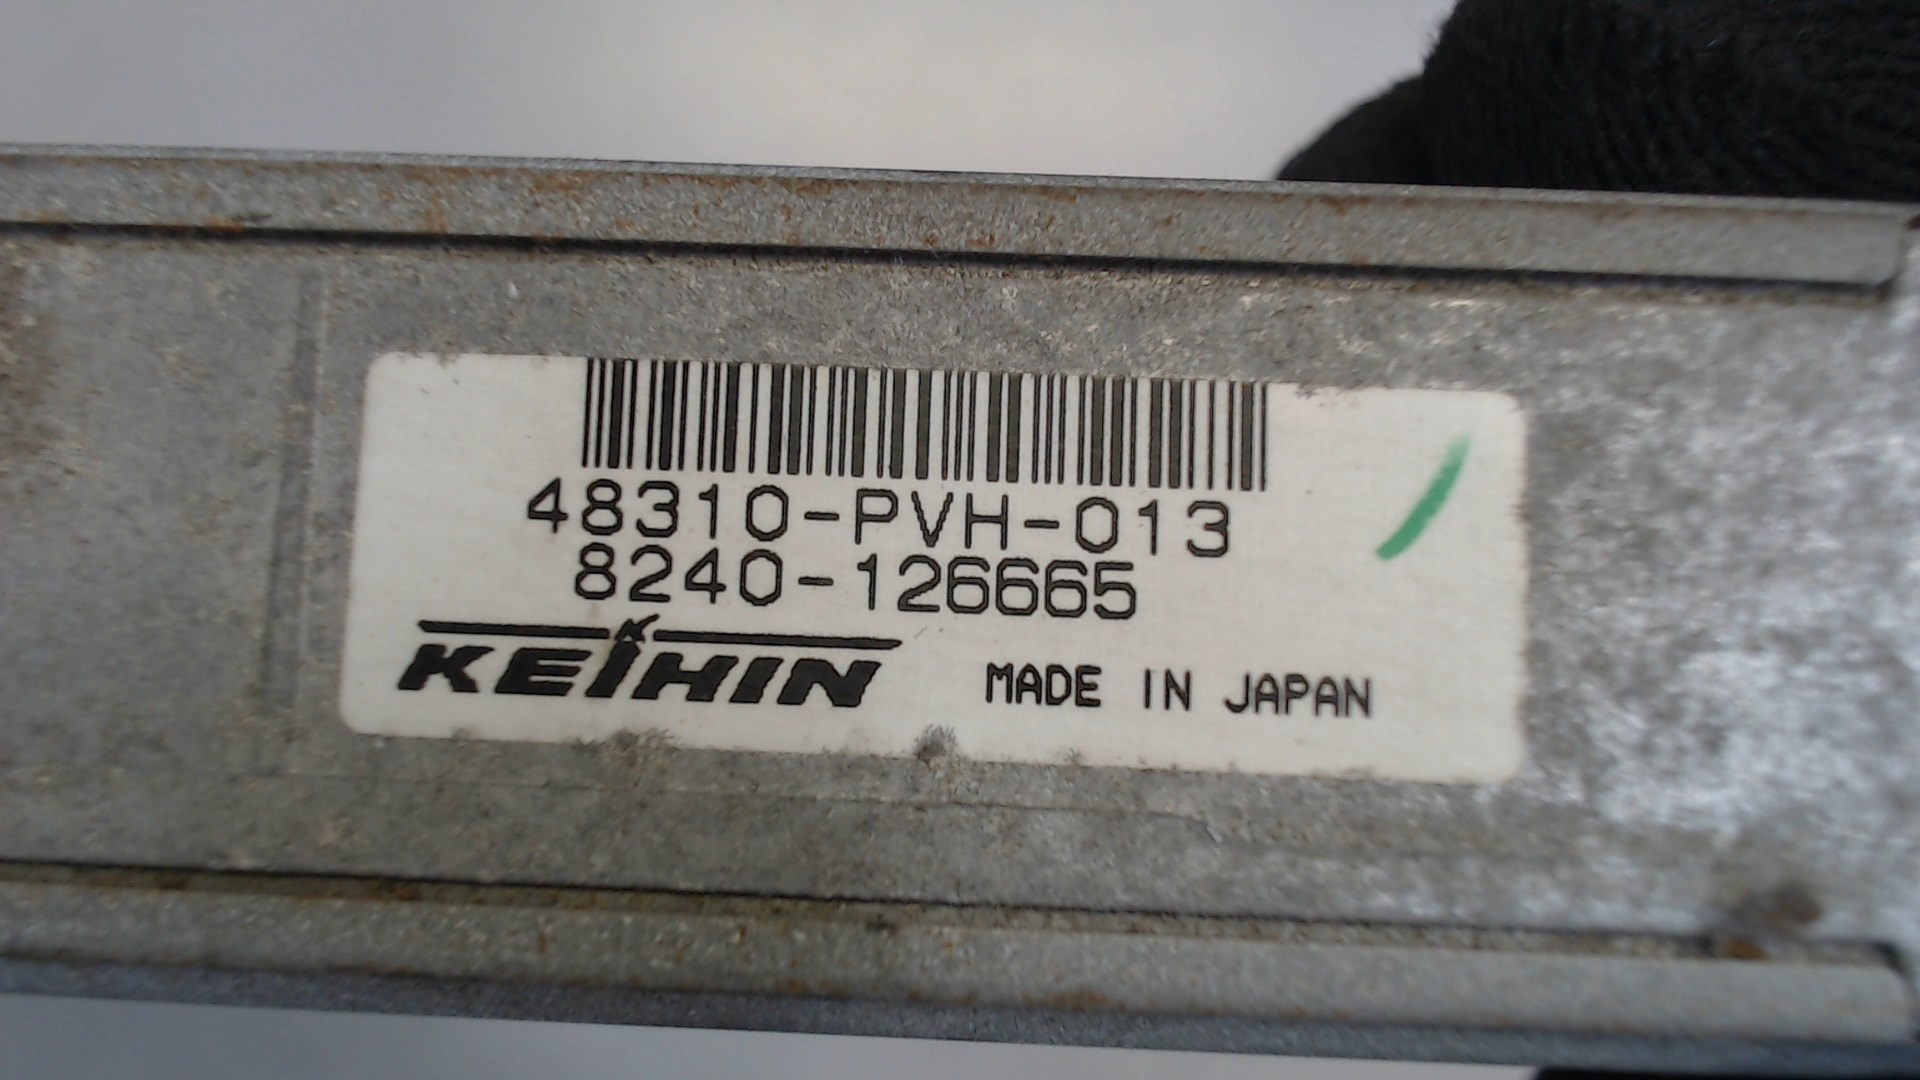 48310-PVH-013
8240-126665
KEIHIN MADE IN JAPAN